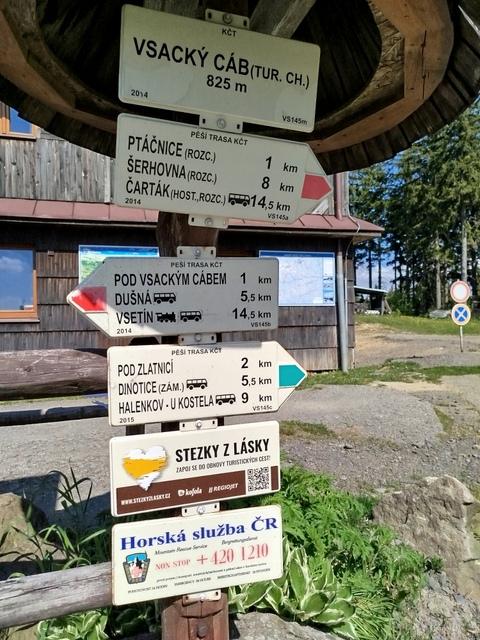 KČT
VSACKÝ CÁB (TUR. CH.)
825 m
2014 VS145m
PĚŠÍ TRASA KČT
PTÁČNICE (ROZC.) 1 km
ŠERHOVNA (ROZC.) 8 km
ČARTÁK (HOST., ROZC.) 14,5 km
2014 VS145a
PĚŠÍ TRASA KČT
POD VSACKÝM CÁBEM 1 km
DUŠNÁ 5,5 km
VSETÍN 14,5 km
2014 VS145b
PĚŠÍ TRASA KČT
POD ZLATNICÍ 2 km
DINOTICE (ZÁM.) 5,5 km
HALENKOV - U KOSTELA 9 km
2015 VS145c
STEZKY Z LÁSKY
ZAPOJ SE DO OBNOVY TURISTICKÝCH CEST!
WWW.STEZKYZLASKY.CZ kofola REGIOJET
Horská služba ČR
Mountain Rescue Service Bergrettungsdienst
NON STOP +420 1210